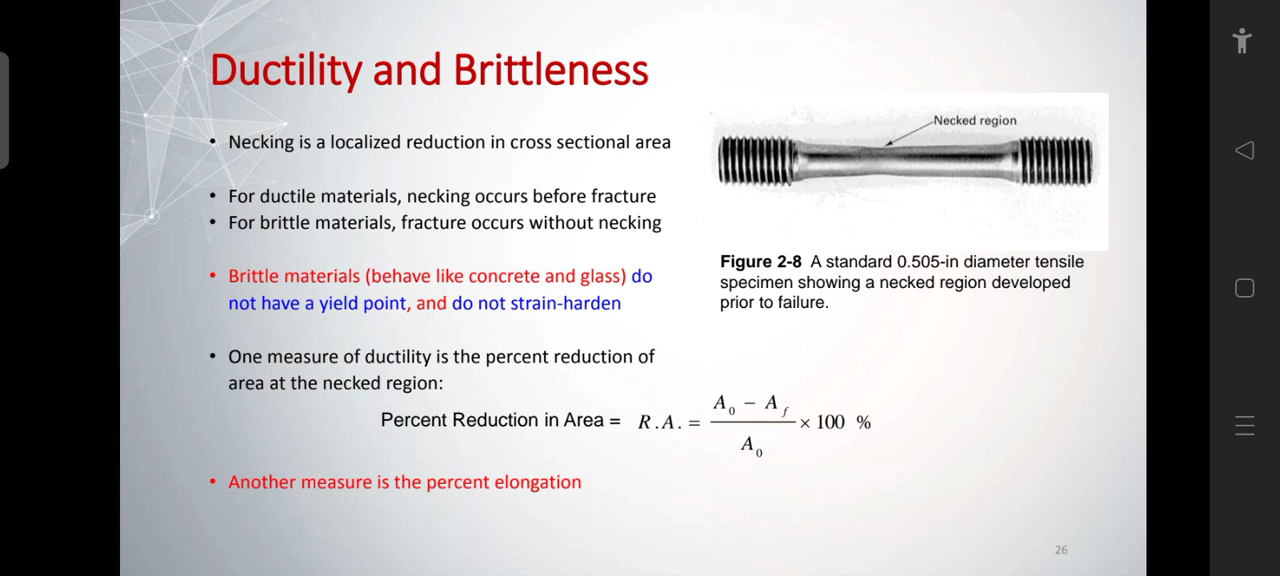 Ductility and Brittleness
• Necking is a localized reduction in cross sectional area
• For ductile materials, necking occurs before fracture
• For brittle materials, fracture occurs without necking
• Brittle materials (behave like concrete and glass) do
not have a yield point, and do not strain-harden
• One measure of ductility is the percent reduction of
area at the necked region:
Percent Reduction in Area = R.A. = (A₀ − A_f) / A₀ × 100 %
• Another measure is the percent elongation
Necked region
Figure 2-8 A standard 0.505-in diameter tensile
specimen showing a necked region developed
prior to failure.
26